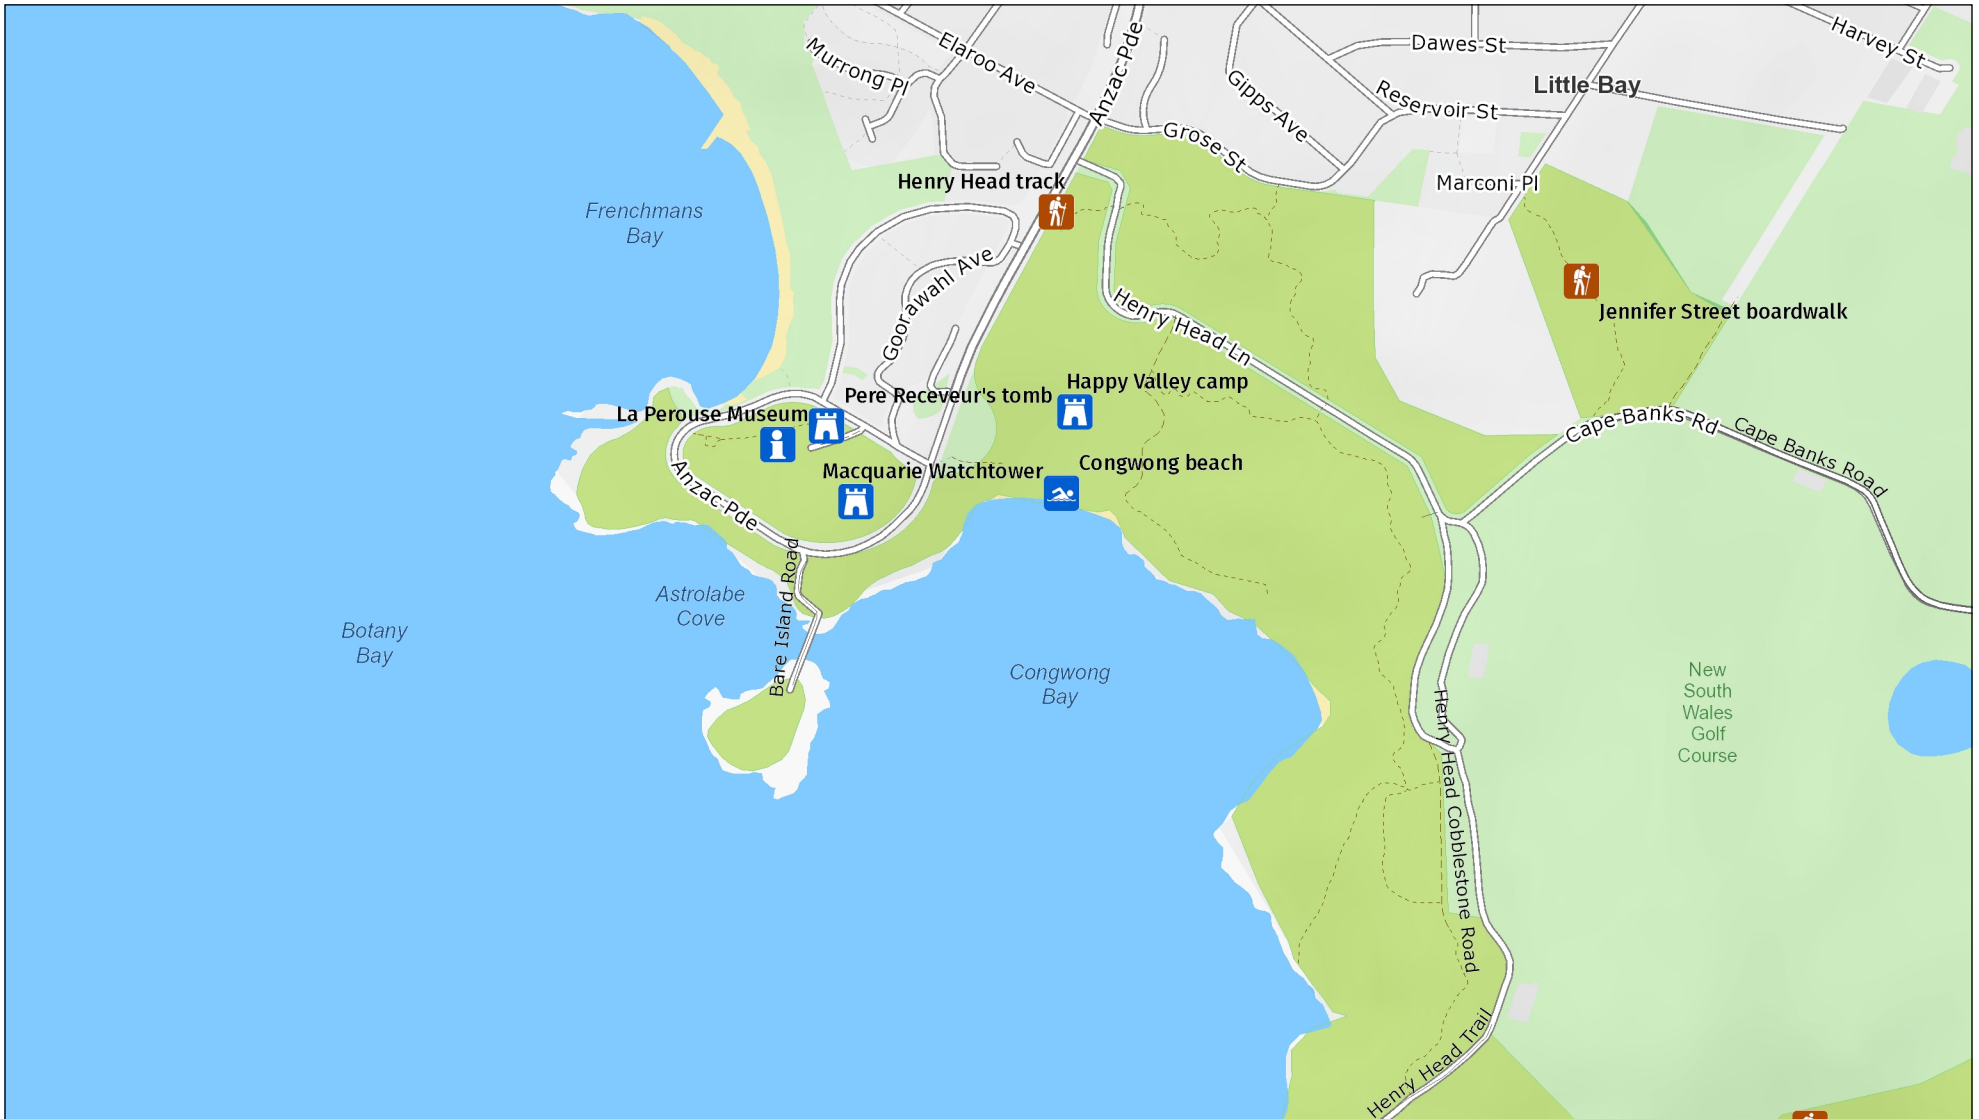 Harvey St
Elaroo Ave
Anzac Pde
Dawes St
Murrong Pl
Gipps Ave
Reservoir St
Little Bay
Grose St
Henry Head track
Marconi Pl
Frenchmans
Bay
Goorawahl Ave
Henry Head Ln
Jennifer Street boardwalk
Happy Valley camp
Pere Receveur's tomb
La Perouse Museum
Cape Banks Rd
Cape Banks Road
Macquarie Watchtower
Congwong beach
Anzac Pde
Bare Island Road
Astrolabe
Cove
Botany
Bay
Congwong
Bay
New
South
Wales
Golf
Course
Henry Head Cobblestone Road
Henry Head Trail